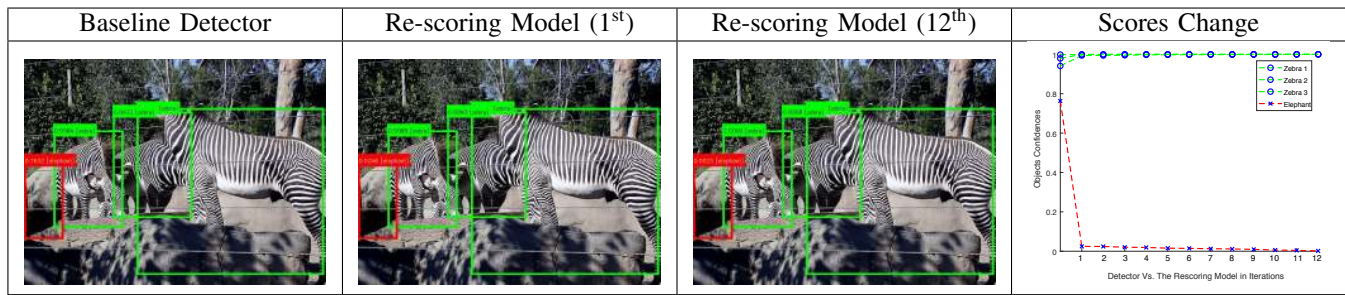 Baseline Detector
Re-scoring Model (1st)
Re-scoring Model (12th)
Scores Change
Objects Confidences
1
0.8
0.6
0.4
0.2
0
Zebra 1
Zebra 2
Zebra 3
Elephant
1 2 3 4 5 6 7 8 9 10 11 12
Detector Vs. The Rescoring Model in Iterations